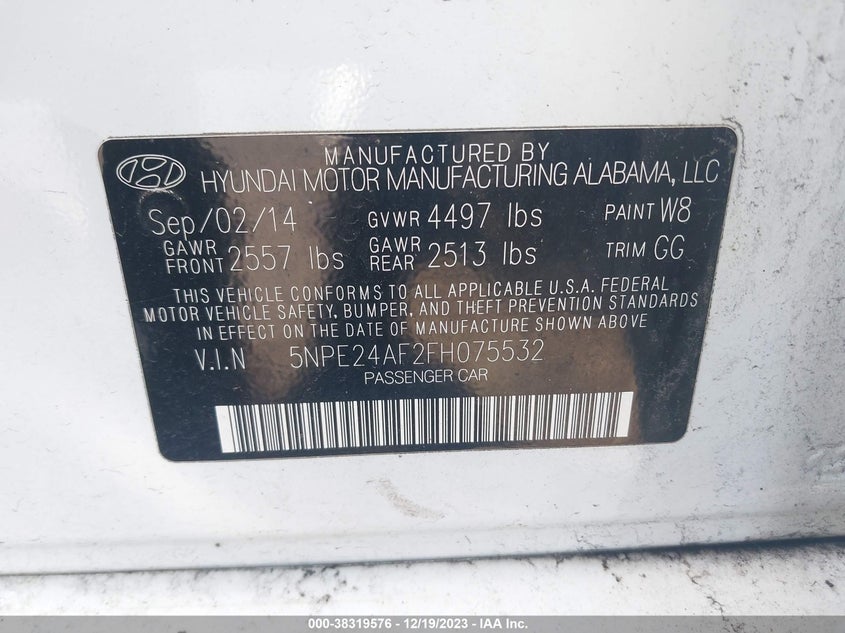 MANUFACTURED BY
HYUNDAI MOTOR MANUFACTURING ALABAMA, LLC
Sep/02/14 GVWR 4497 lbs PAINT W8
GAWR FRONT 2557 lbs GAWR REAR 2513 lbs TRIM GG
THIS VEHICLE CONFORMS TO ALL APPLICABLE U.S.A. FEDERAL
MOTOR VEHICLE SAFETY, BUMPER, AND THEFT PREVENTION STANDARDS
IN EFFECT ON THE DATE OF MANUFACTURE SHOWN ABOVE
V.I.N 5NPE24AF2FH075532
PASSENGER CAR
000-38319576 - 12/19/2023 - IAA Inc.